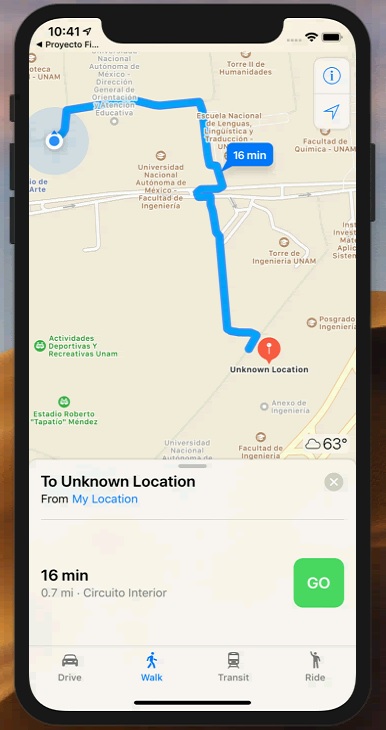 10:41
◀ Proyecto Fi...
oteca
- UNAM
Universidad
Nacional
Autónoma de
México -
Dirección
General de
Orientación
y Atención
Educativa
Torre II de
Humanidades
Escuela Nacional
de Lenguas,
Lingüística y
Traducción -
UNAM
Facultad de
Química - UNAM
16 min
Universidad
Nacional
Autónoma de
México -
Facultad de
Ingeniería
io de
Arte
Torre de
Ingeniería UNAM
Instit
Inves
Mate
Aplic
Sisten
Posgrado
Ingeniería
Actividades
Deportivas Y
Recreativas Unam
Unknown Location
Estadio Roberto
"Tapatío" Méndez
Anexo de
Ingeniería
Universidad
Nacional
Autónoma de
Facultad de
Ingeniería
63°
To Unknown Location
From My Location
16 min
0.7 mi · Circuito Interior
GO
Drive
Walk
Transit
Ride